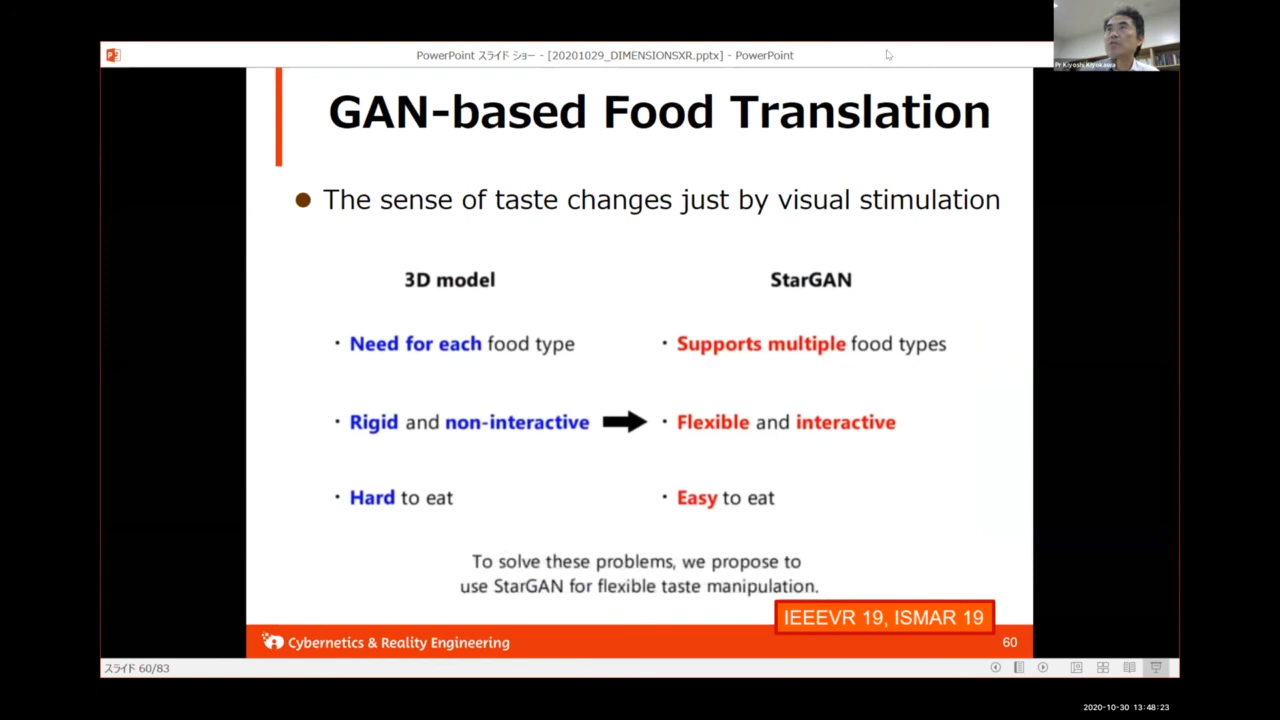 PowerPoint スライド ショー - [20201029_DIMENSIONSXR.pptx] - PowerPoint
Pr Kiyoshi Kiyokawa
GAN-based Food Translation
The sense of taste changes just by visual stimulation
3D model
StarGAN
・Need for each food type
・Supports multiple food types
・Rigid and non-interactive
・Flexible and interactive
・Hard to eat
・Easy to eat
To solve these problems, we propose to
use StarGAN for flexible taste manipulation.
IEEEVR 19, ISMAR 19
Cybernetics & Reality Engineering
60
スライド 60/83
2020-10-30 13:48:23